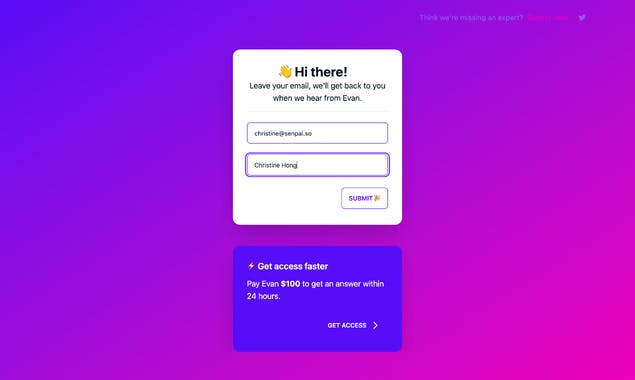 Think we're missing an expert?
👋 Hi there!
Leave your email, we'll get back to you
when we hear from Evan.
christine@senpai.so
Christine Hong
SUBMIT 🎉
⚡ Get access faster
Pay Evan $100 to get an answer within
24 hours.
GET ACCESS